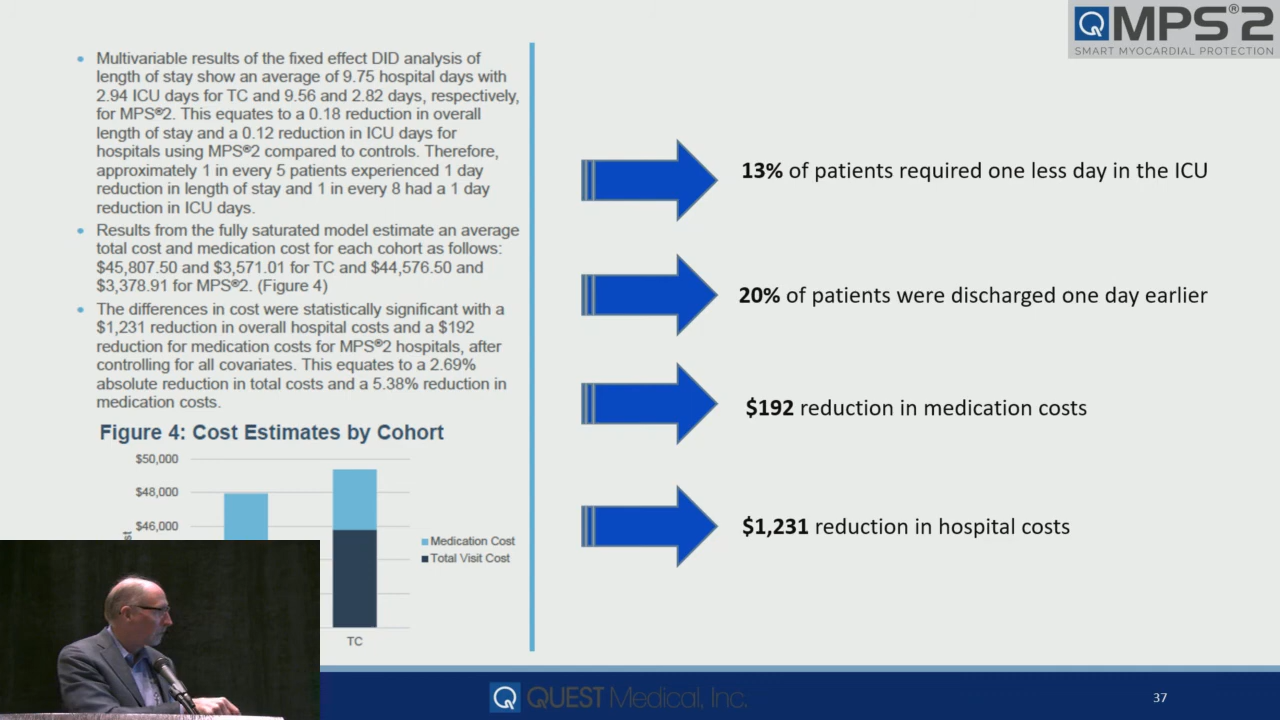 QMPS®2
SMART MYOCARDIAL PROTECTION
• Multivariable results of the fixed effect DID analysis of
length of stay show an average of 9.75 hospital days with
2.94 ICU days for TC and 9.56 and 2.82 days, respectively,
for MPS®2. This equates to a 0.18 reduction in overall
length of stay and a 0.12 reduction in ICU days for
hospitals using MPS®2 compared to controls. Therefore,
approximately 1 in every 5 patients experienced 1 day
reduction in length of stay and 1 in every 8 had a 1 day
reduction in ICU days.
• Results from the fully saturated model estimate an average
total cost and medication cost for each cohort as follows:
$45,807.50 and $3,571.01 for TC and $44,576.50 and
$3,378.91 for MPS®2. (Figure 4)
• The differences in cost were statistically significant with a
$1,231 reduction in overall hospital costs and a $192
reduction for medication costs for MPS®2 hospitals, after
controlling for all covariates. This equates to a 2.69%
absolute reduction in total costs and a 5.38% reduction in
medication costs.
Figure 4: Cost Estimates by Cohort
$50,000
$48,000
$46,000
Medication Cost
Total Visit Cost
TC
13% of patients required one less day in the ICU
20% of patients were discharged one day earlier
$192 reduction in medication costs
$1,231 reduction in hospital costs
Q QUEST Medical, Inc.
37